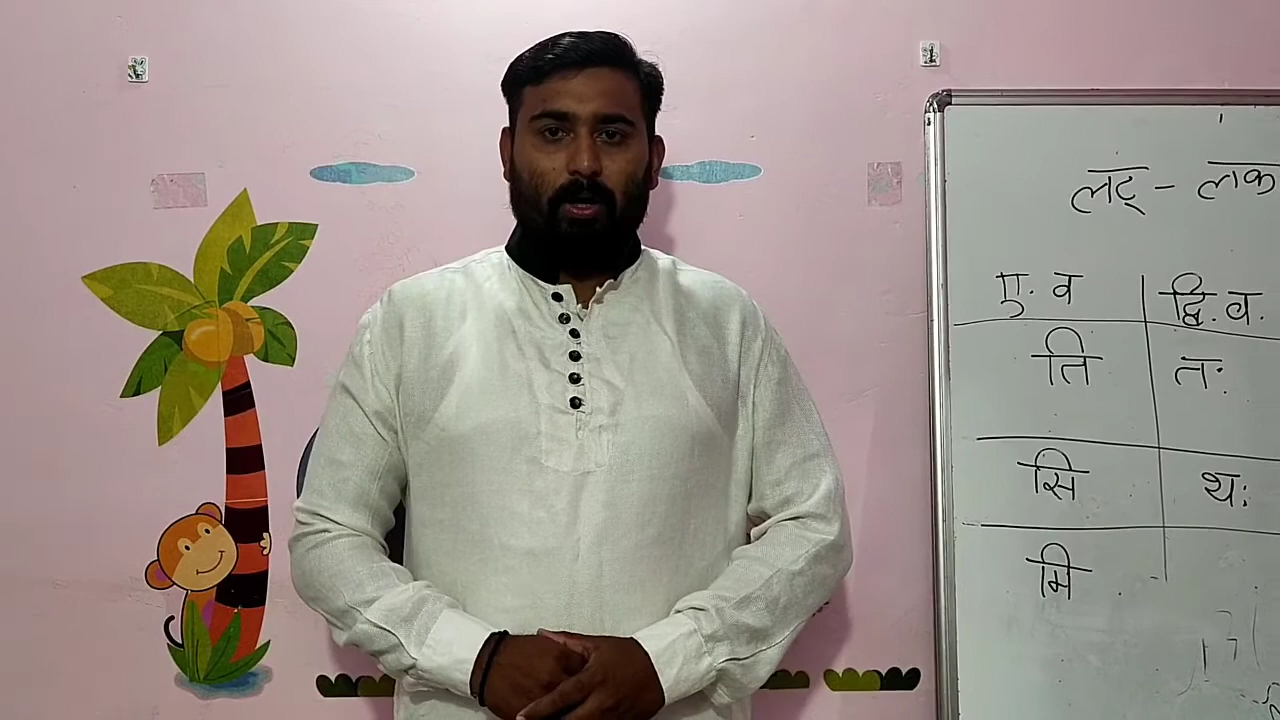 लट् - लक
ए. व द्वि. व.
ति तः
सि थः
मि